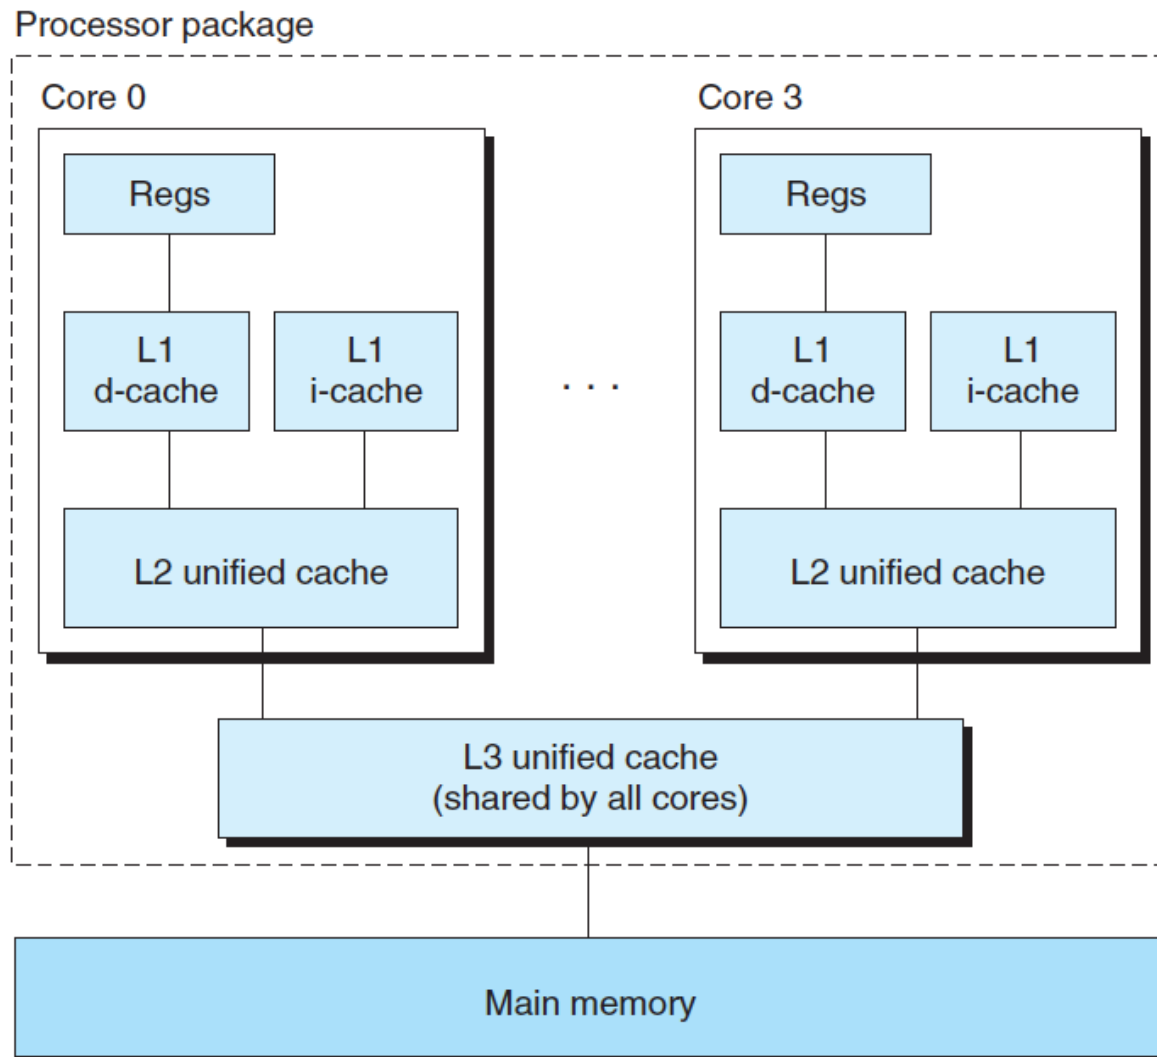 Processor package
Core 0
Core 3
Regs
Regs
L1
d-cache
L1
i-cache
. . .
L1
d-cache
L1
i-cache
L2 unified cache
L2 unified cache
L3 unified cache
(shared by all cores)
Main memory